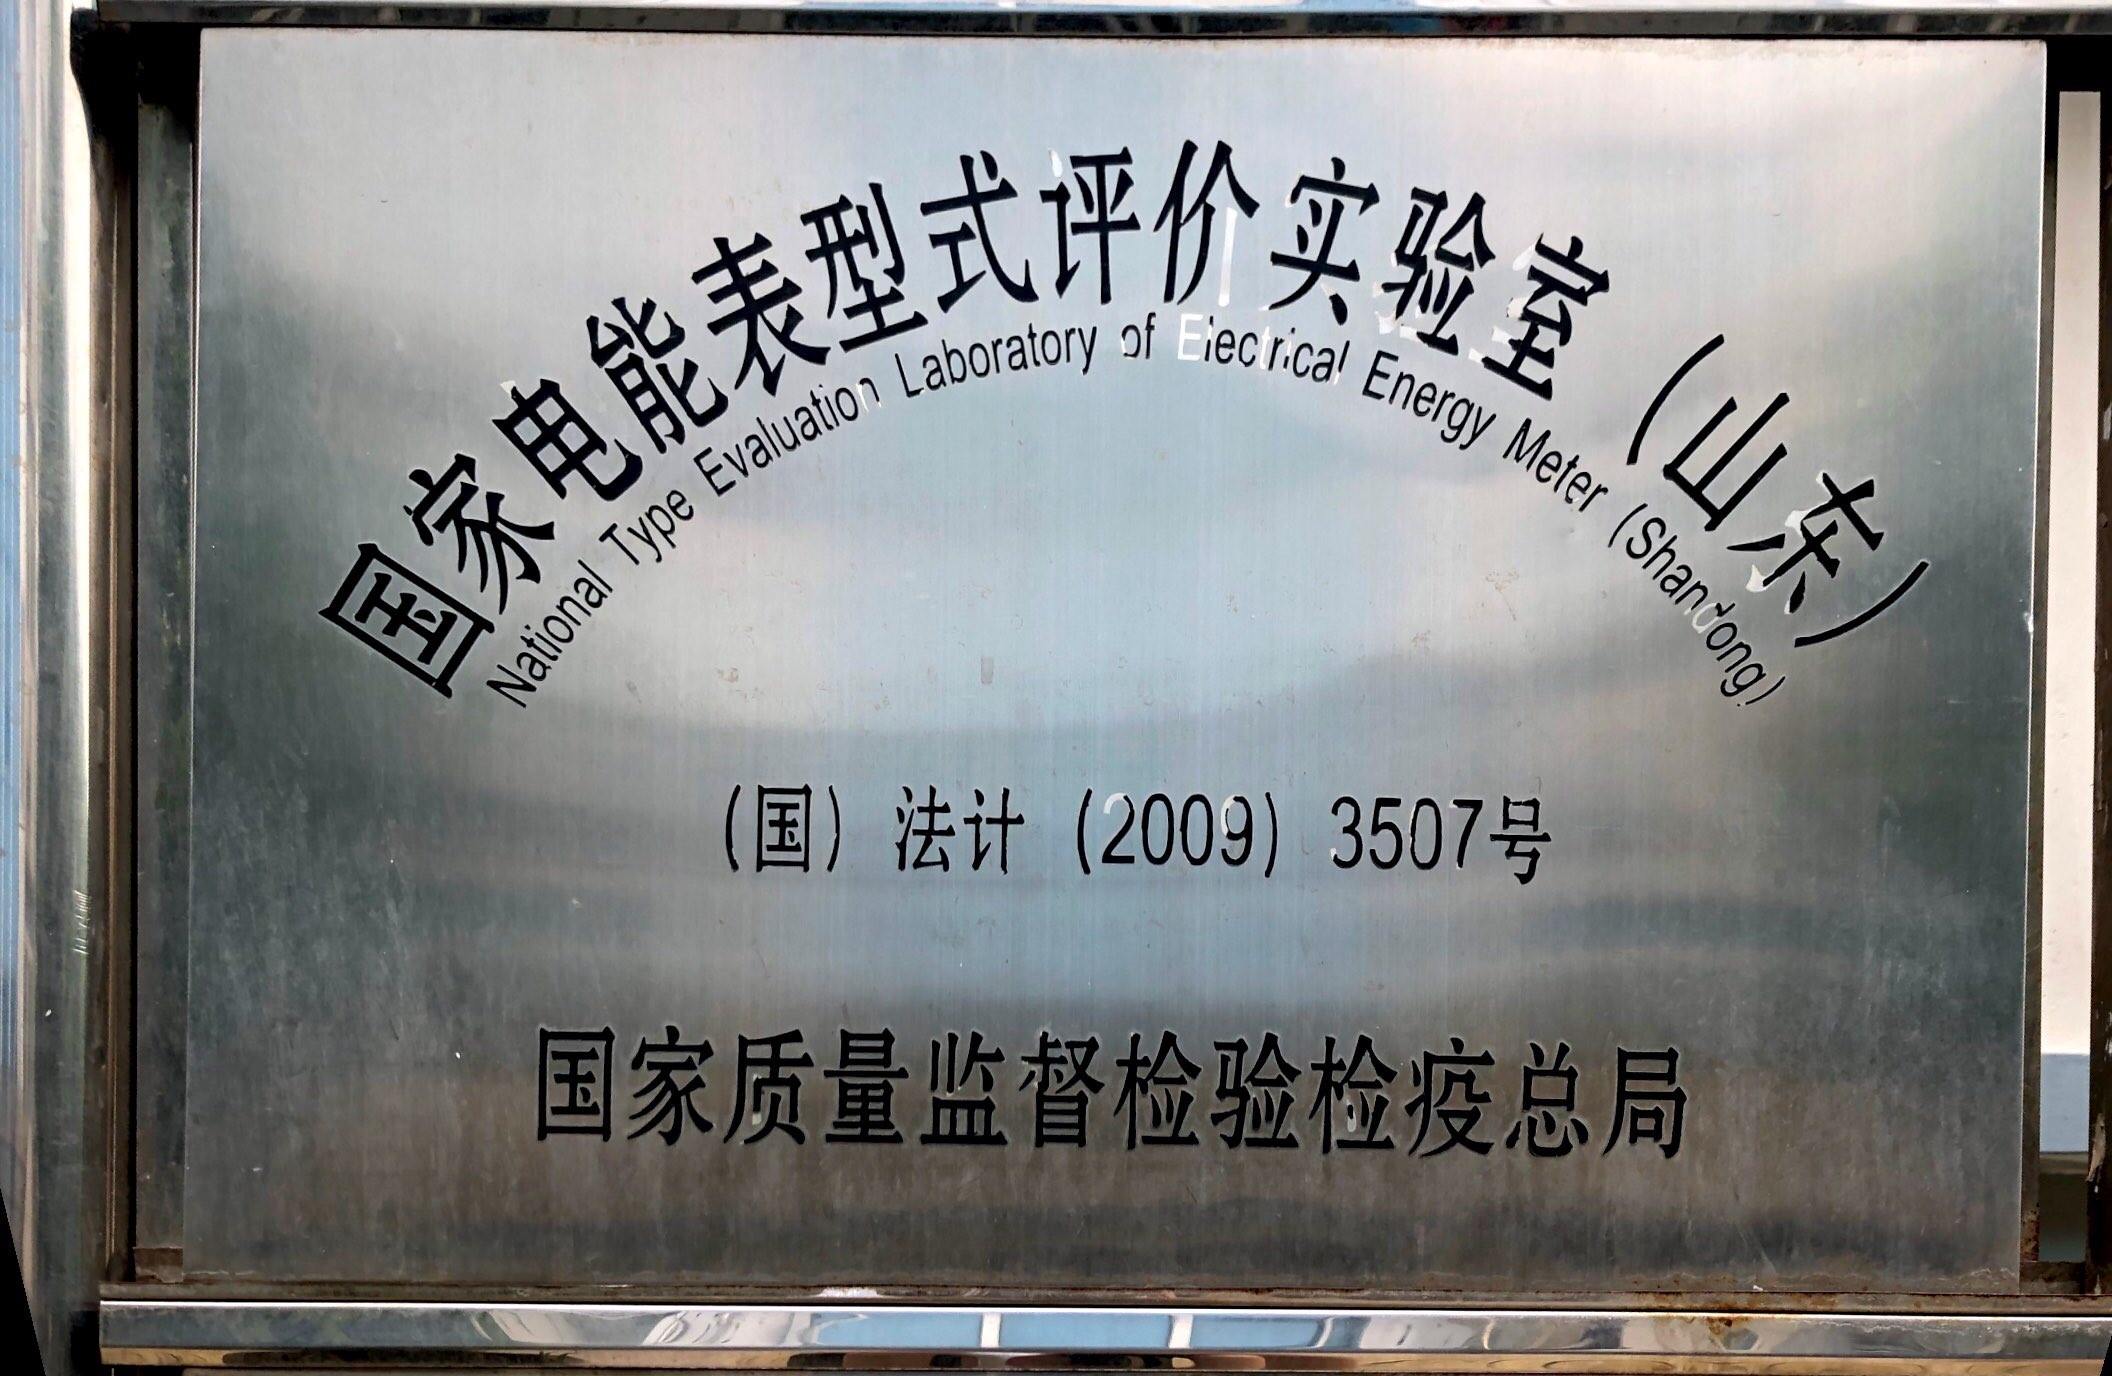 国家电能表型式评价实验室(山东)
National Type Evaluation Laboratory of Electrical Energy Meter (Shandong)
(国) 法计 (2009) 3507号
国家质量监督检验检疫总局